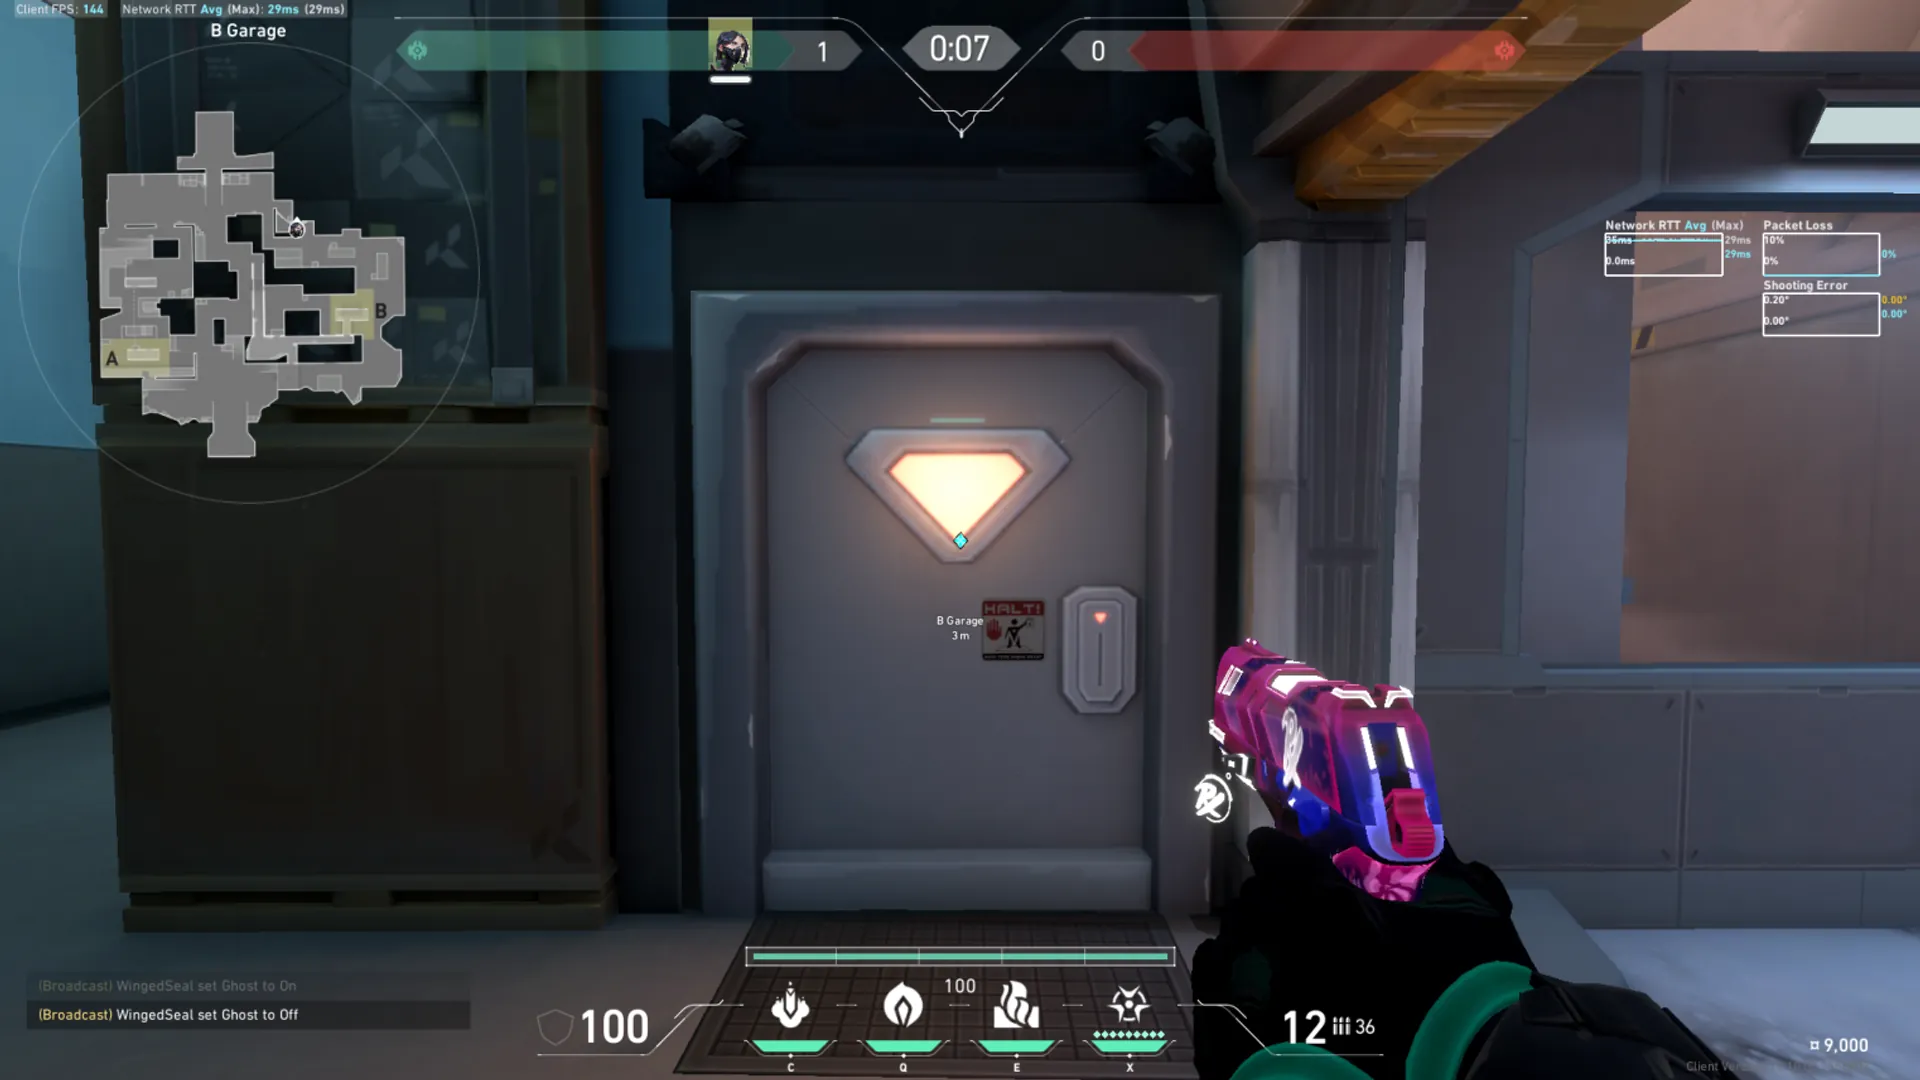 Client FPS: 144
Network RTT Avg (Max): 29ms (29ms)
B Garage
1
0:07
0
A
B
Network RTT Avg (Max)
35ms
29ms
0.0ms
29ms
Packet Loss
10%
0%
0%
Shooting Error
0.20°
0.00°
0.00°
0.00°
B Garage
3m
HALT!
(Broadcast) WingedSeal set Ghost to On
(Broadcast) WingedSeal set Ghost to Off
100
100
C
Q
E
X
12
36
¤ 9,000